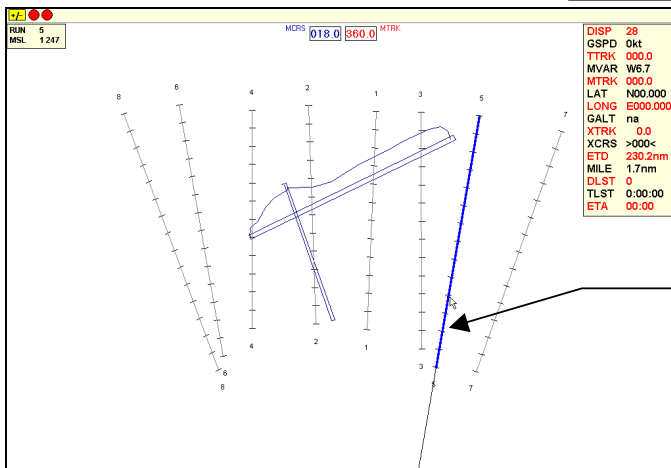 +/-
RUN 5
MSL 1247
MCRS 018.0 360.0 MTRK
DISP 28
GSPD 0kt
TTRK 000.0
MVAR W6.7
MTRK 000.0
LAT N00.000
LONG E000.000
GALT na
XTRK 0.0
XCRS >000<
ETD 230.2nm
MILE 1.7nm
DLST 0
TLST 0:00:00
ETA 00:00
8
6
4
2
1
3
5
7
4
2
1
3
6
8
5
7